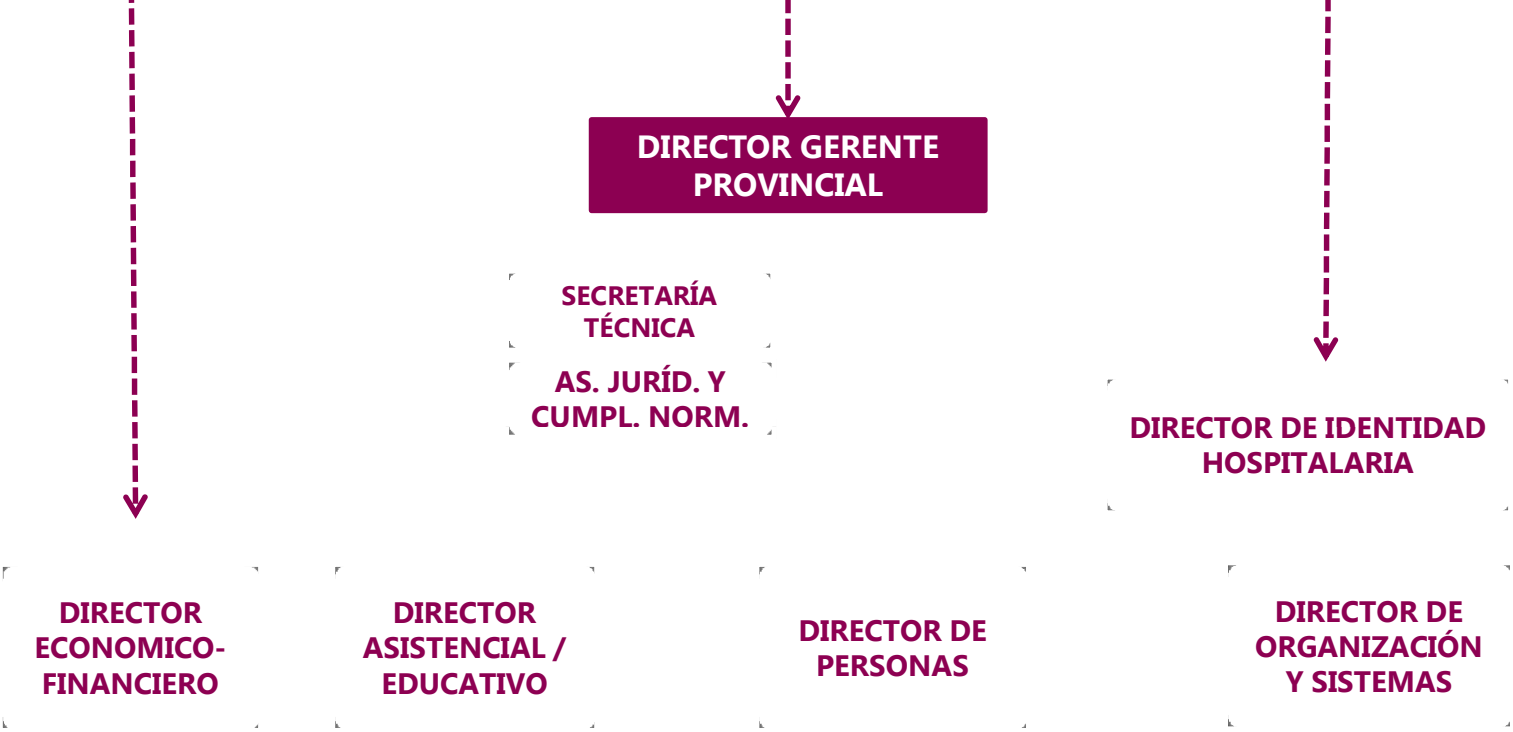 DIRECTOR GERENTE
PROVINCIAL
SECRETARÍA
TÉCNICA
AS. JURÍD. Y
CUMPL. NORM.
DIRECTOR DE IDENTIDAD
HOSPITALARIA
DIRECTOR
ECONOMICO-
FINANCIERO
DIRECTOR
ASISTENCIAL /
EDUCATIVO
DIRECTOR DE
PERSONAS
DIRECTOR DE
ORGANIZACIÓN
Y SISTEMAS